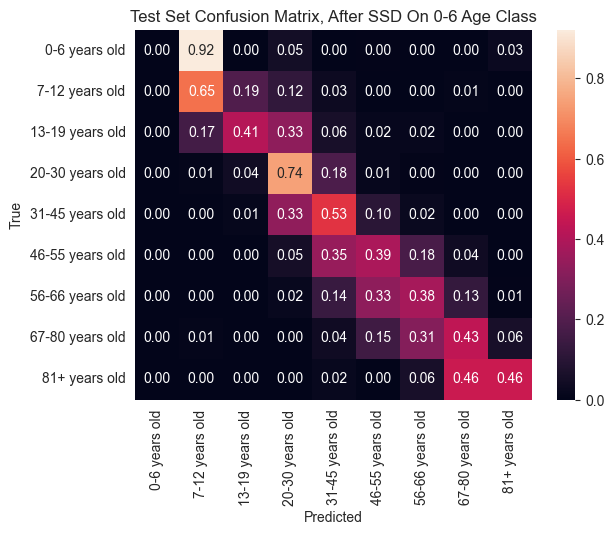 Test Set Confusion Matrix, After SSD On 0-6 Age Class
True
0-6 years old 0.00 0.92 0.00 0.05 0.00 0.00 0.00 0.00 0.03
7-12 years old 0.00 0.65 0.19 0.12 0.03 0.00 0.00 0.01 0.00
13-19 years old 0.00 0.17 0.41 0.33 0.06 0.02 0.02 0.00 0.00
20-30 years old 0.00 0.01 0.04 0.74 0.18 0.01 0.00 0.00 0.00
31-45 years old 0.00 0.00 0.01 0.33 0.53 0.10 0.02 0.00 0.00
46-55 years old 0.00 0.00 0.00 0.05 0.35 0.39 0.18 0.04 0.00
56-66 years old 0.00 0.00 0.00 0.02 0.14 0.33 0.38 0.13 0.01
67-80 years old 0.00 0.01 0.00 0.00 0.04 0.15 0.31 0.43 0.06
81+ years old 0.00 0.00 0.00 0.00 0.02 0.00 0.06 0.46 0.46
0-6 years old
7-12 years old
13-19 years old
20-30 years old
31-45 years old
46-55 years old
56-66 years old
67-80 years old
81+ years old
Predicted
0.8
0.6
0.4
0.2
0.0